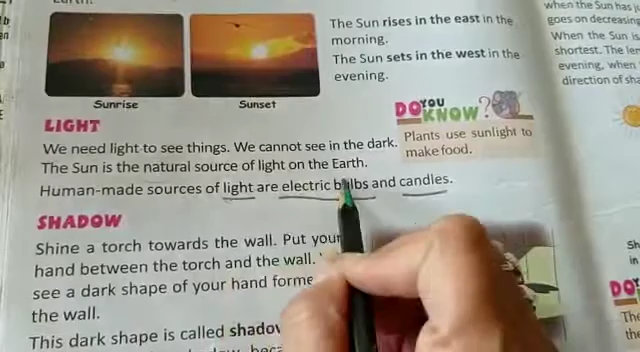 The Sun rises in the east in the
morning.
The Sun sets in the west in the
evening.
Sunrise
Sunset
LIGHT
We need light to see things. We cannot see in the dark.
The Sun is the natural source of light on the Earth.
Human-made sources of light are electric bulbs and candles.
DO YOU KNOW?
Plants use sunlight to
make food.
SHADOW
Shine a torch towards the wall. Put your
hand between the torch and the wall.
see a dark shape of your hand
the wall.
This dark shape is called
when the Sun has
goes on decreasing
When the Sun is
shortest. The
evening, when
direction of
in
DO
The
the